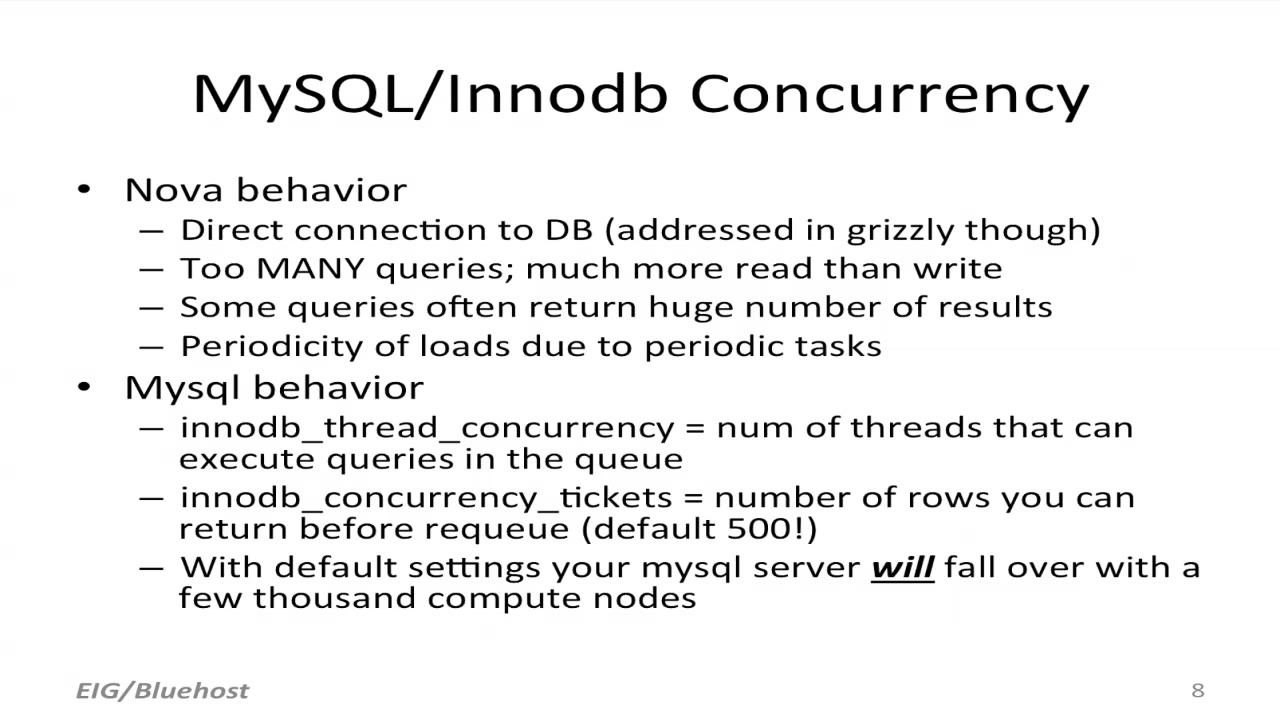 MySQL/Innodb Concurrency
• Nova behavior
– Direct connection to DB (addressed in grizzly though)
– Too MANY queries; much more read than write
– Some queries often return huge number of results
– Periodicity of loads due to periodic tasks
• Mysql behavior
– innodb_thread_concurrency = num of threads that can
execute queries in the queue
– innodb_concurrency_tickets = number of rows you can
return before requeue (default 500!)
– With default settings your mysql server will fall over with a
few thousand compute nodes
EIG/Bluehost
8